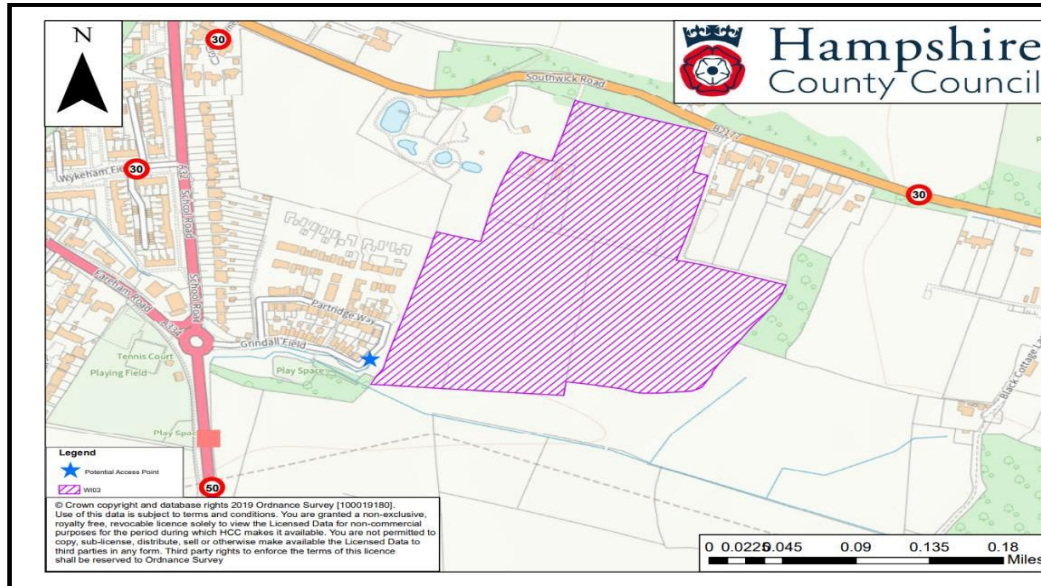 N
30
Hampshire
County Council
Southwick Road
B2177
30
Wykeham Field
30
A32 School Road
School Road
Fareham Road
A334
Partridge Way
Grindall Field
Tennis Court
Playing Field
Play Space
Play Space
Black Cottage La
50
Legend
Potential Access Point
WI03
© Crown copyright and database rights 2019 Ordnance Survey [100019180].
Use of this data is subject to terms and conditions. You are granted a non-exclusive,
royalty free, revocable licence solely to view the Licensed Data for non-commercial
purposes for the period during which HCC makes it available. You are not permitted to
copy, sub-license, distribute, sell or otherwise make available the Licensed Data to
third parties in any form. Third party rights to enforce the terms of this licence
shall be reserved to Ordnance Survey
0 0.0225 0.045 0.09 0.135 0.18
Miles